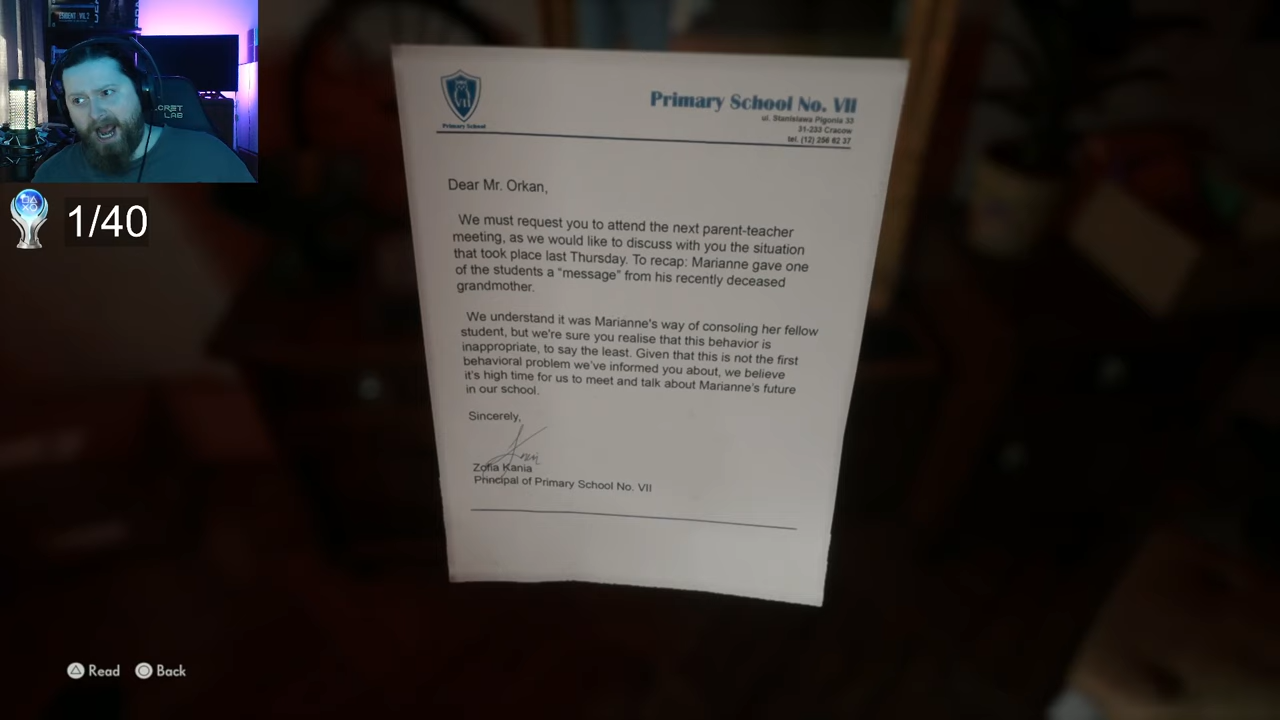 CRET
LAB
1/40
Primary School
Primary School No. VII
ul. Stanisława Pigonia 33
31-233 Cracow
tel. (12) 256 62 37
Dear Mr. Orkan,
We must request you to attend the next parent-teacher
meeting, as we would like to discuss with you the situation
that took place last Thursday. To recap: Marianne gave one
of the students a “message” from his recently deceased
grandmother.
We understand it was Marianne's way of consoling her fellow
student, but we're sure you realise that this behavior is
inappropriate, to say the least. Given that this is not the first
behavioral problem we've informed you about, we believe
it's high time for us to meet and talk about Marianne's future
in our school.
Sincerely,
Zofia Kania
Principal of Primary School No. VII
Read Back